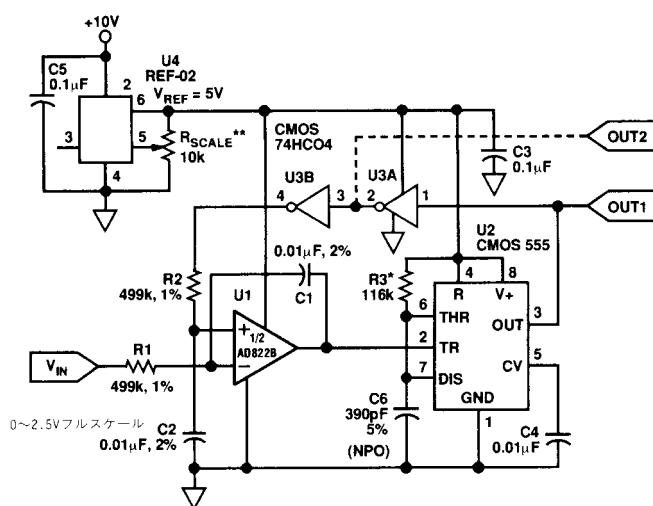 +10V
C5
0.1µF
U4
REF-02
VREF = 5V
2
6
3
5
4
RSCALE**
10k
CMOS
74HCO4
U3B
U3A
4
3
2
1
C3
0.1µF
OUT2
OUT1
U2
CMOS 555
0.01µF, 2%
C1
R2
499k, 1%
U1
+
1/2
AD822B
−
R3*
116k
4
8
R
V+
6
THR
OUT
3
2
TR
7
DIS
CV
5
GND
1
VIN
R1
499k, 1%
0～2.5Vフルスケール
C2
0.01µF, 2%
C6
390pF
5%
(NPO)
C4
0.01µF